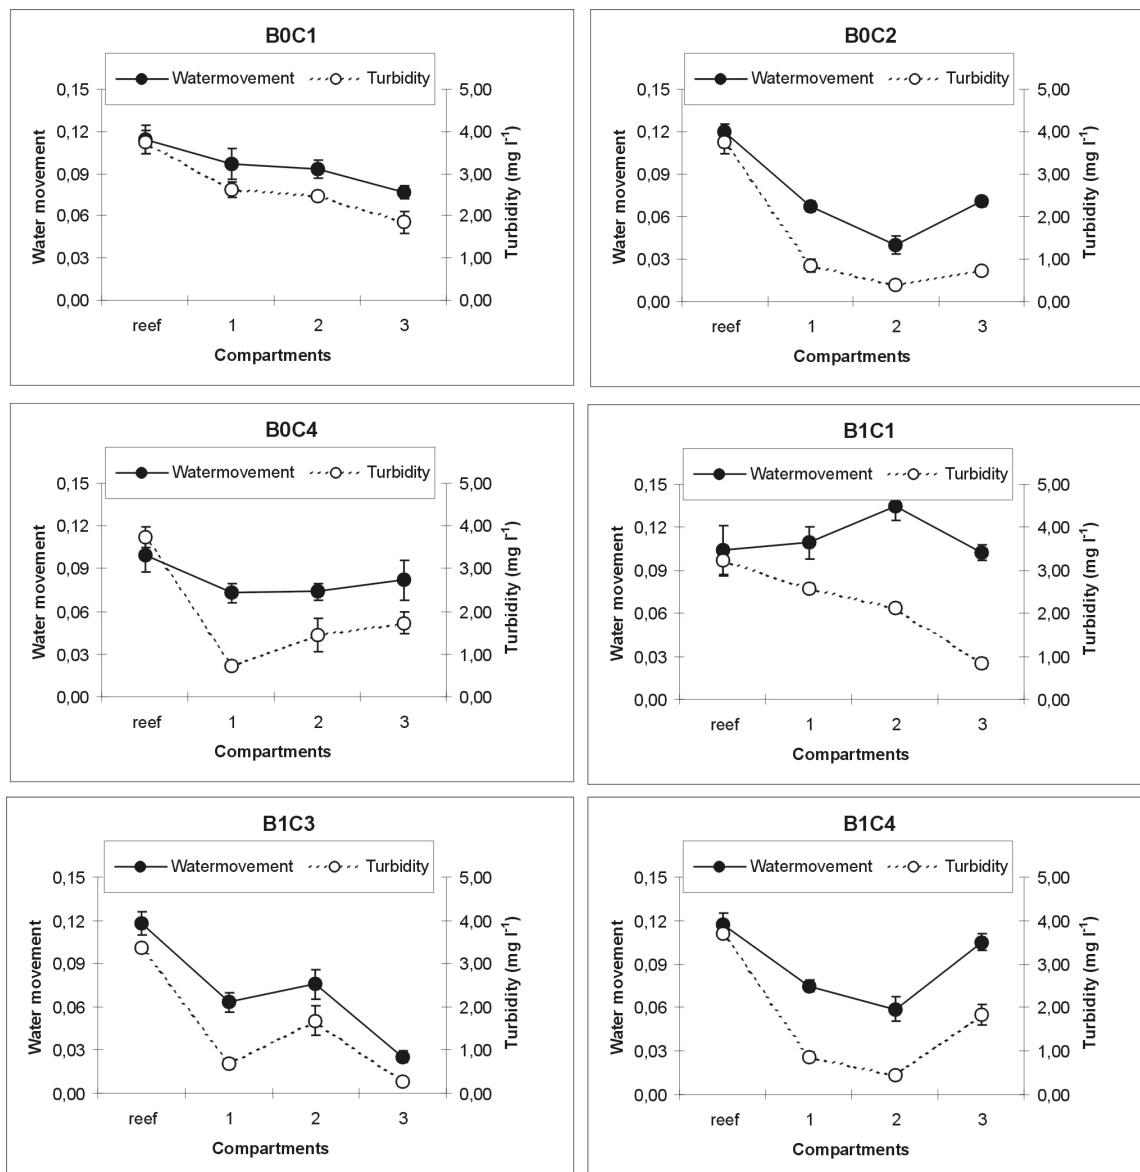 B0C1
Watermovement Turbidity
0,15 5,00
0,12 4,00
0,09 3,00
0,06 2,00
0,03 1,00
0,00 0,00
Water movement
Turbidity (mg l⁻¹)
reef 1 2 3
Compartments
B0C2
Watermovement Turbidity
0,15 5,00
0,12 4,00
0,09 3,00
0,06 2,00
0,03 1,00
0,00 0,00
Water movement
Turbidity (mg l⁻¹)
reef 1 2 3
Compartments
B0C4
Watermovement Turbidity
0,15 5,00
0,12 4,00
0,09 3,00
0,06 2,00
0,03 1,00
0,00 0,00
Water movement
Turbidity (mg l⁻¹)
reef 1 2 3
Compartments
B1C1
Watermovement Turbidity
0,15 5,00
0,12 4,00
0,09 3,00
0,06 2,00
0,03 1,00
0,00 0,00
Water movement
Turbidity (mg l⁻¹)
reef 1 2 3
Compartments
B1C3
Watermovement Turbidity
0,15 5,00
0,12 4,00
0,09 3,00
0,06 2,00
0,03 1,00
0,00 0,00
Water movement
Turbidity (mg l⁻¹)
reef 1 2 3
Compartments
B1C4
Watermovement Turbidity
0,15 5,00
0,12 4,00
0,09 3,00
0,06 2,00
0,03 1,00
0,00 0,00
Water movement
Turbidity (mg l⁻¹)
reef 1 2 3
Compartments